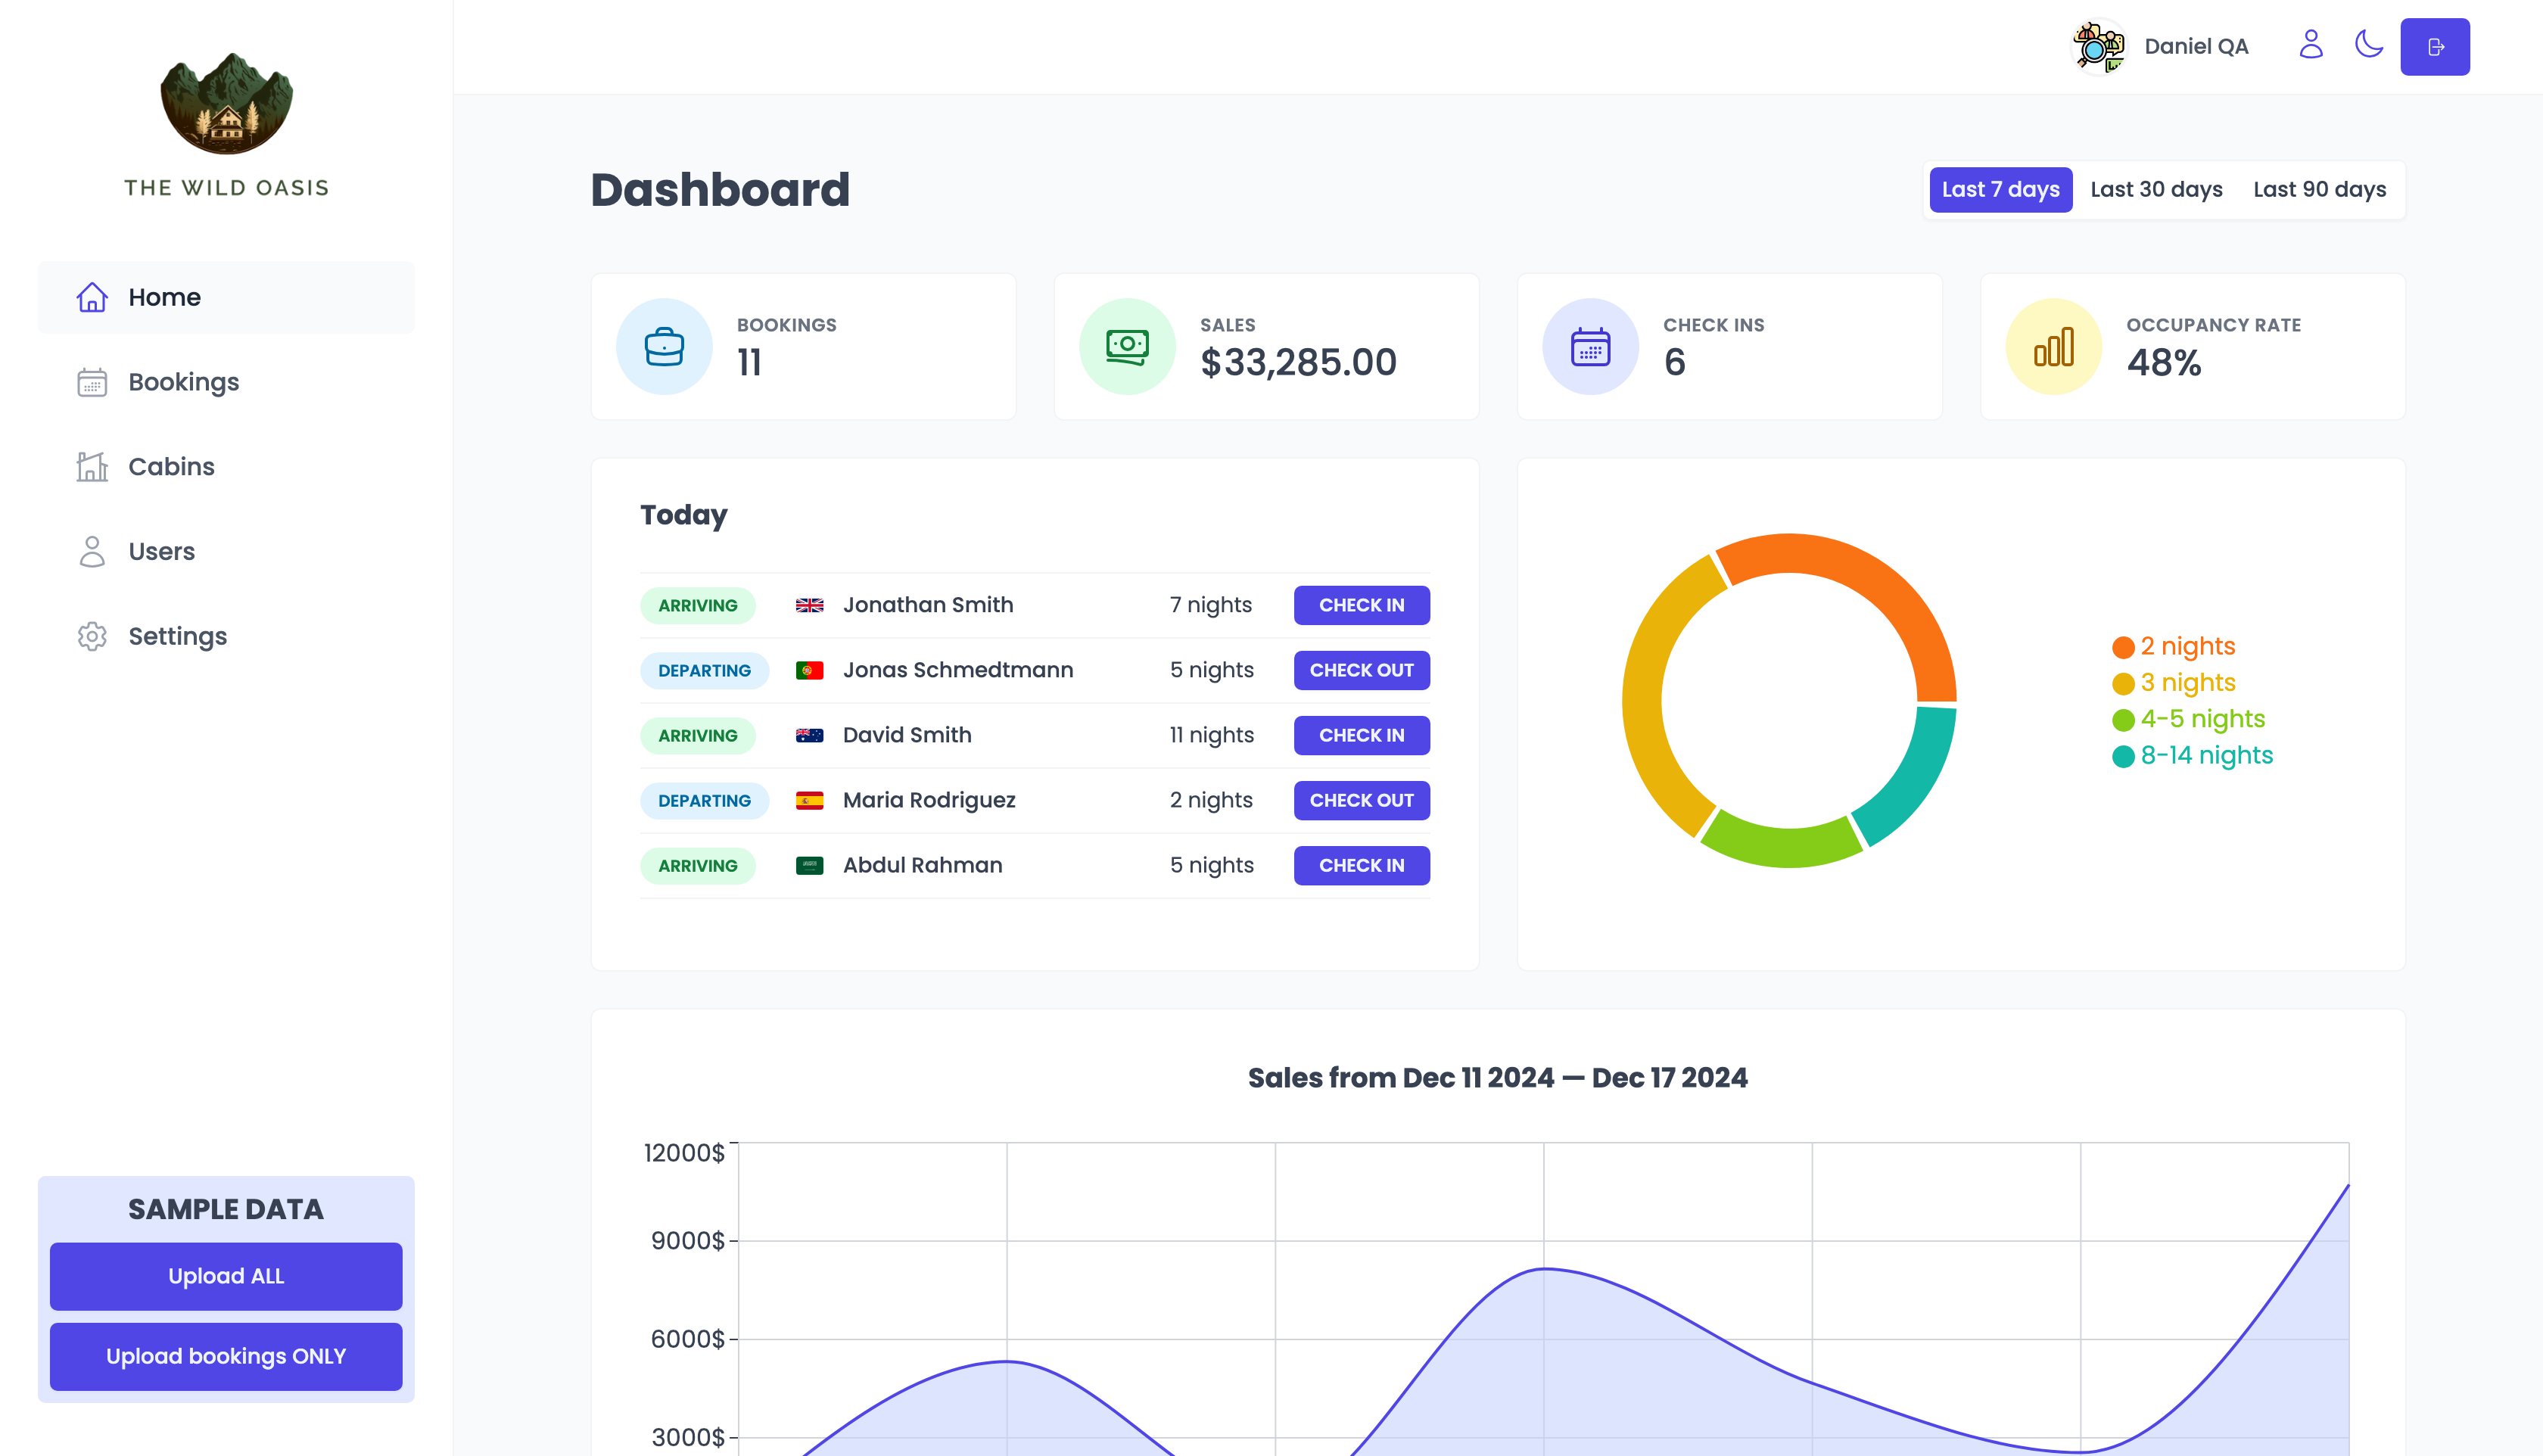 THE WILD OASIS
Home
Bookings
Cabins
Users
Settings
SAMPLE DATA
Upload ALL
Upload bookings ONLY
Daniel QA
Dashboard
Last 7 days Last 30 days Last 90 days
BOOKINGS
11
SALES
$33,285.00
CHECK INS
6
OCCUPANCY RATE
48%
Today
ARRIVING Jonathan Smith 7 nights CHECK IN
DEPARTING Jonas Schmedtmann 5 nights CHECK OUT
ARRIVING David Smith 11 nights CHECK IN
DEPARTING Maria Rodriguez 2 nights CHECK OUT
ARRIVING Abdul Rahman 5 nights CHECK IN
2 nights
3 nights
4-5 nights
8-14 nights
Sales from Dec 11 2024 — Dec 17 2024
12000$
9000$
6000$
3000$